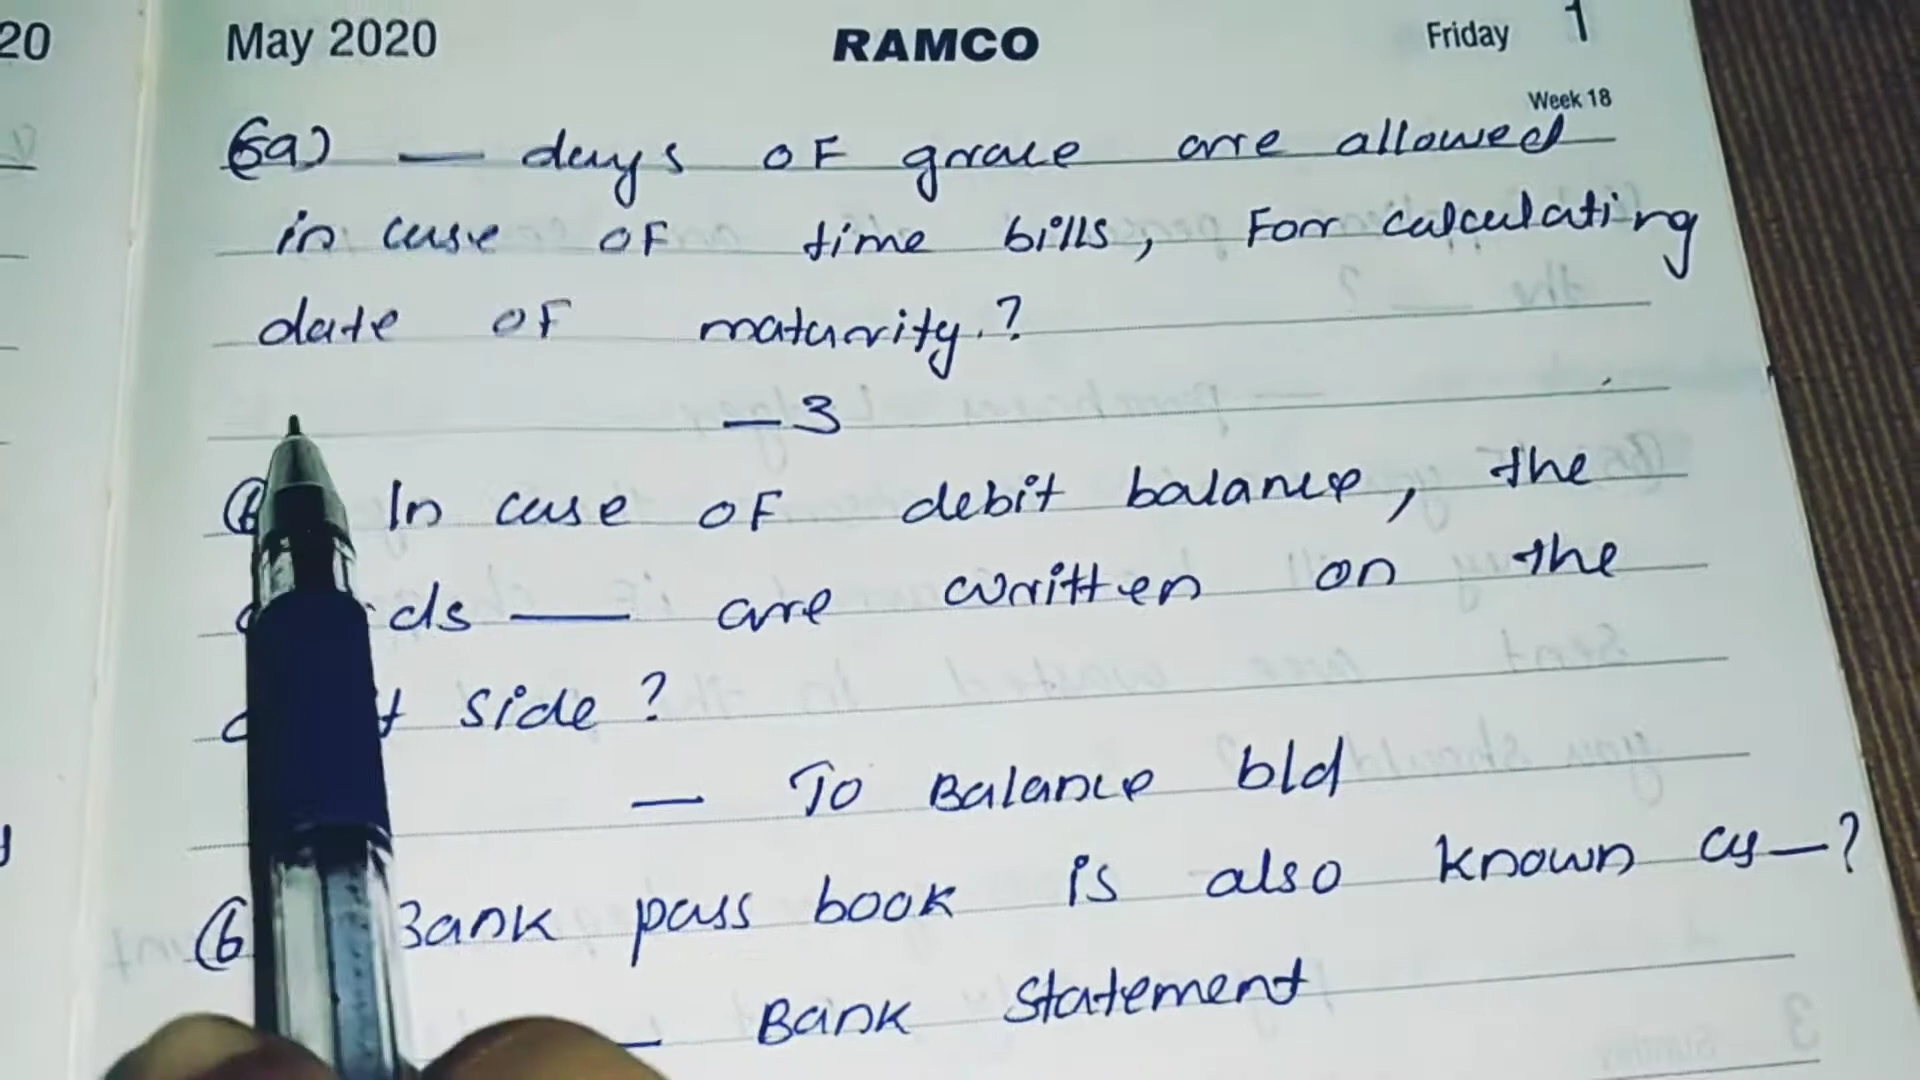 20
May 2020 RAMCO Friday 1
Week 18
— days OF grace are allowed
in case OF time bills, For calculating
date OF maturity.?
— 3
In case OF debit balance, the
ds — are written on the
side?
— To Balance bld
(6 Bank pass book is also known as —?
— Bank Statement